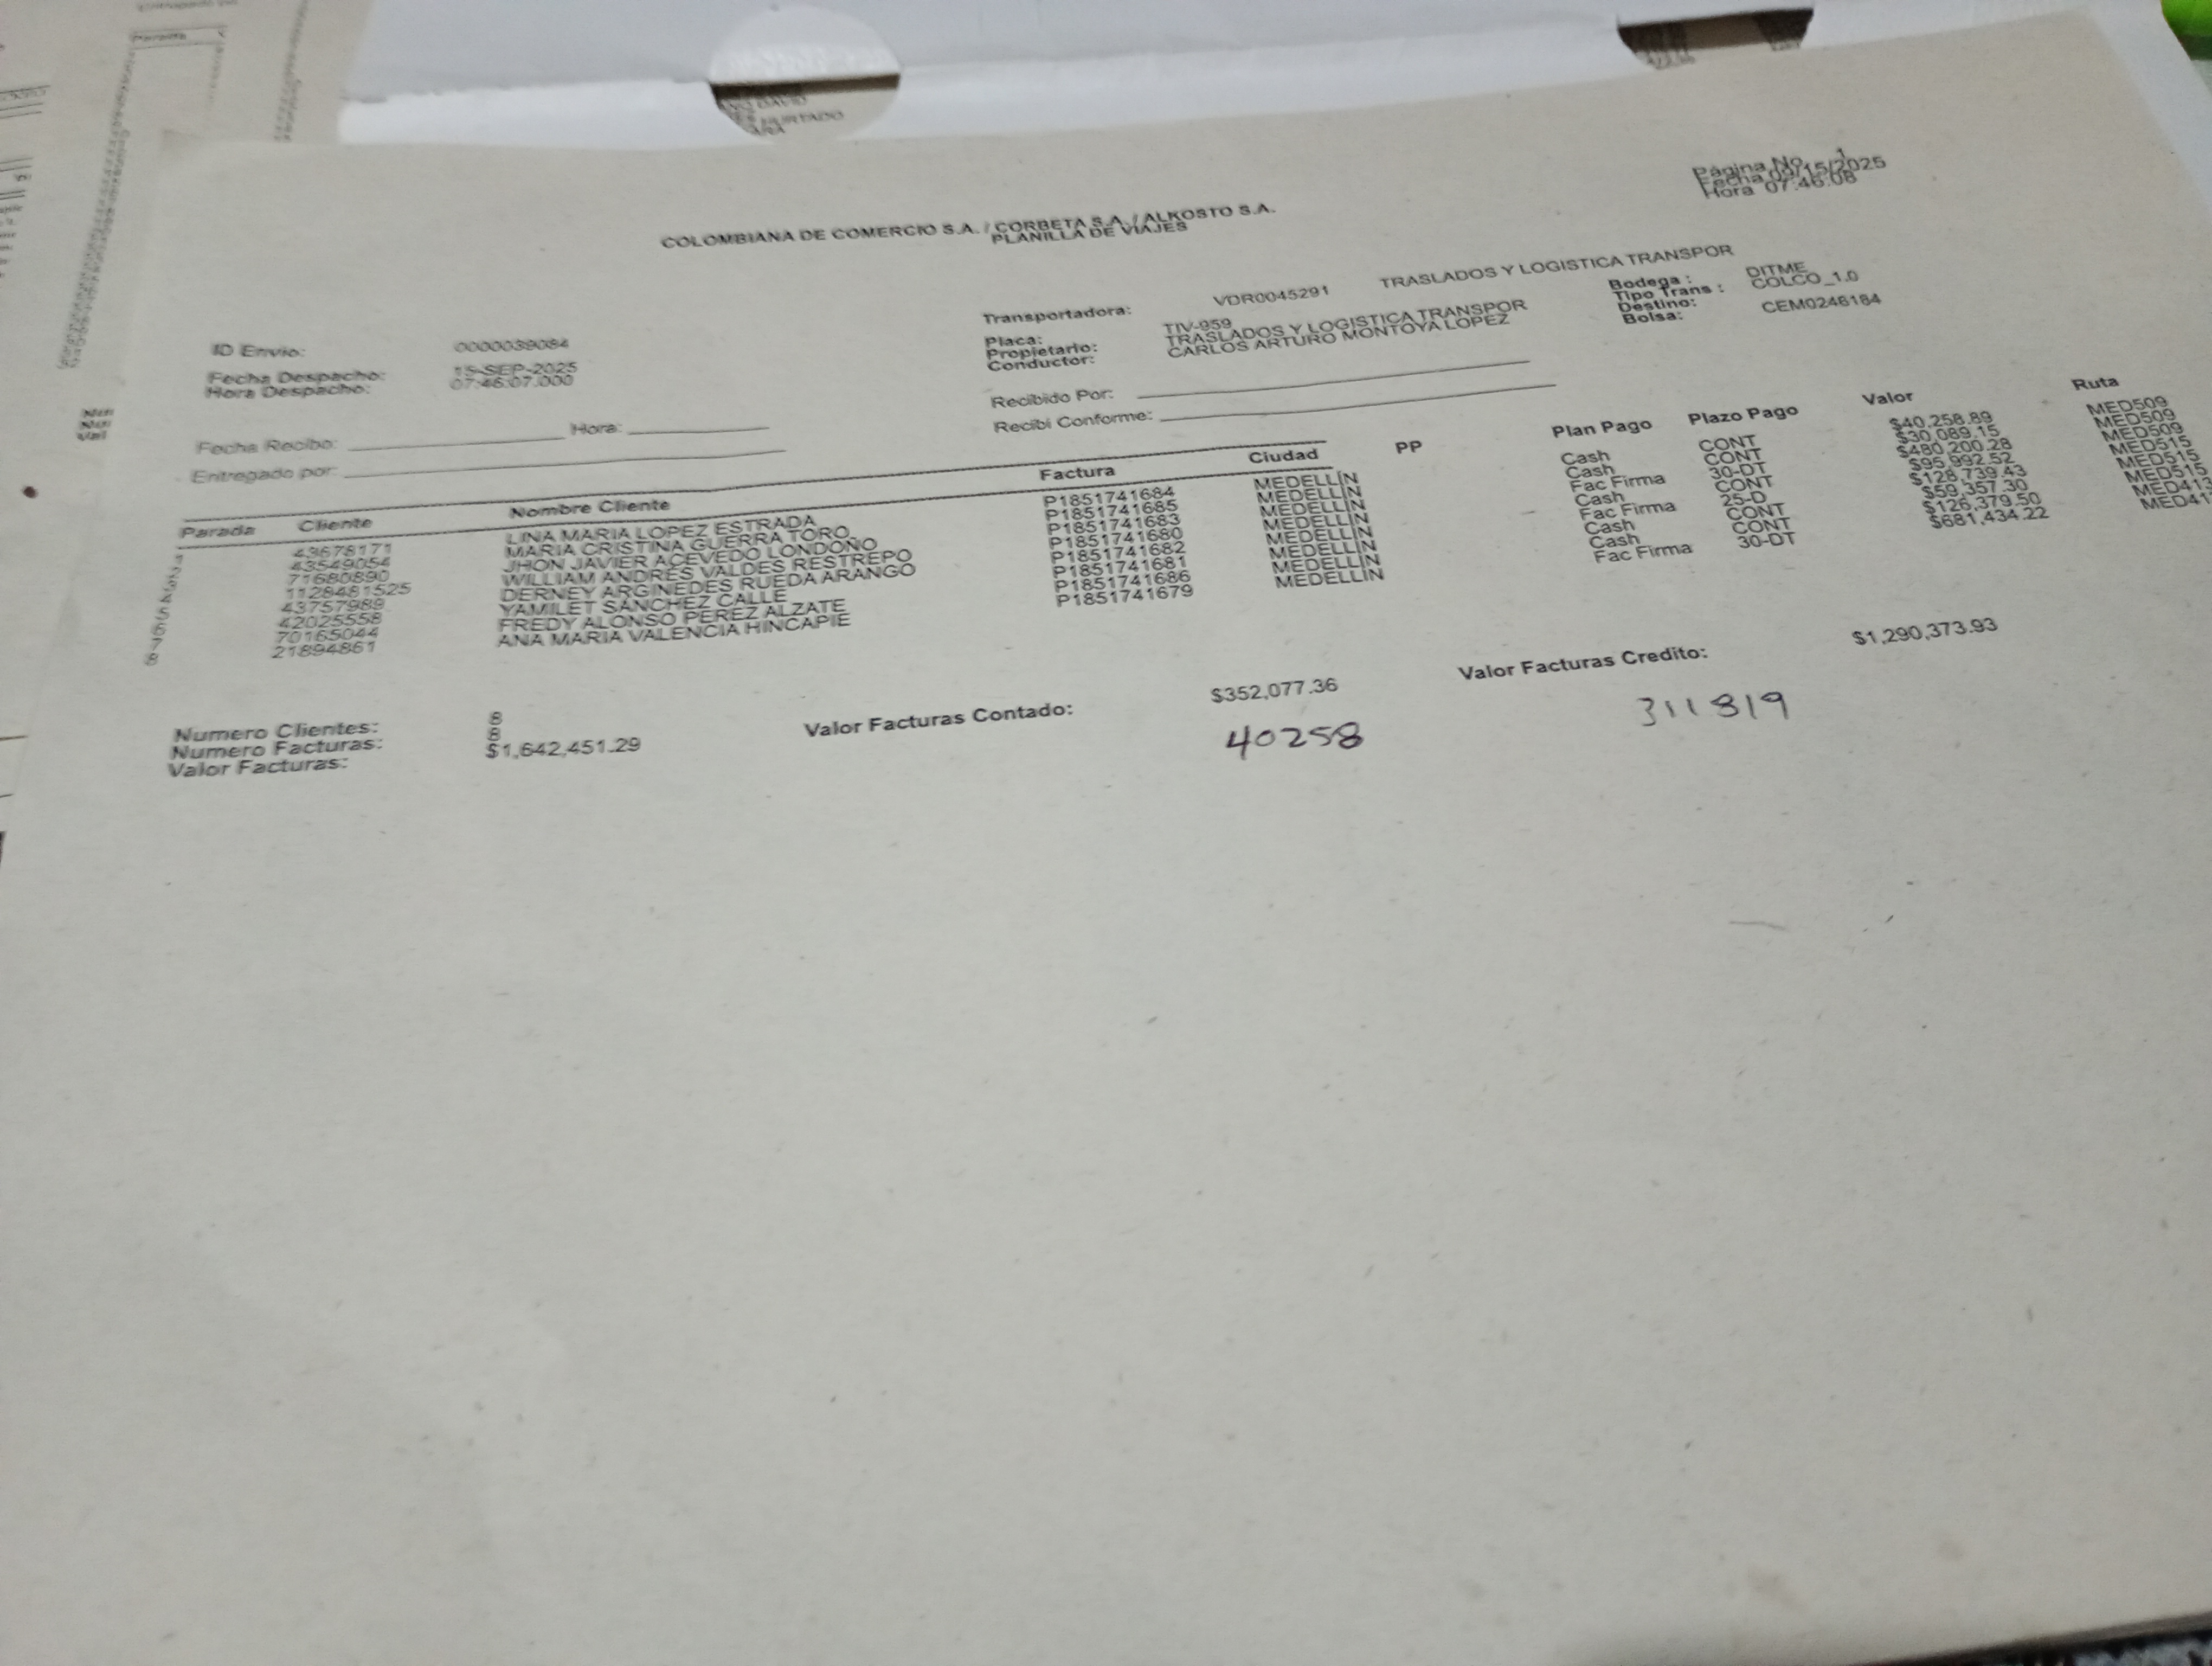 Página No. 1
Fecha 09/15/2025
Hora 07:46:08
COLOMBIANA DE COMERCIO S.A. / CORBETA S.A. / ALKOSTO S.A.
PLANILLA DE VIAJES
ID Envio: 0000039084
Fecha Despacho: 15-SEP-2025
Hora Despacho: 07:46:07.000
Transportadora: VDR0045291 TRASLADOS Y LOGISTICA TRANSPOR
Placa: TIV-959
Propietario: TRASLADOS Y LOGISTICA TRANSPOR
Conductor: CARLOS ARTURO MONTOYA LOPEZ
Bodega : DITME
Tipo Trans : COLCO_1.0
Destino:
Bolsa: CEM0246184
Fecha Recibo: Hora:
Entregado por:
Recibido Por:
Recibi Conforme:
Parada Cliente Nombre Cliente Factura Ciudad PP Plan Pago Plazo Pago Valor Ruta
1 43678171 LINA MARIA LOPEZ ESTRADA P1851741684 MEDELLÍN Cash CONT $40,258.89 MED509
2 43549054 MARIA CRISTINA GUERRA TORO P1851741685 MEDELLÍN Cash CONT $30,089.15 MED509
3 71680890 JHON JAVIER ACEVEDO LONDOÑO P1851741683 MEDELLÍN Fac Firma 30-DT $480,200.28 MED509
4 1128481525 WILLIAM ANDRES VALDES RESTREPO P1851741680 MEDELLÍN Cash CONT $95,992.52 MED515
5 43757989 DERNEY ARGINEDES RUEDA ARANGO P1851741682 MEDELLÍN Fac Firma 25-D $128,739.43 MED515
6 42025558 YAMILET SANCHEZ CALLE P1851741681 MEDELLÍN Cash CONT $59,357.30 MED515
7 70165044 FREDY ALONSO PEREZ ALZATE P1851741686 MEDELLÍN Cash CONT $126,379.50 MED413
8 21894861 ANA MARIA VALENCIA HINCAPIE P1851741679 MEDELLÍN Fac Firma 30-DT $681,434.22 MED41
Numero Clientes: 8
Numero Facturas: 8
Valor Facturas: $1,642,451.29
Valor Facturas Contado: $352,077.36
Valor Facturas Credito: $1,290,373.93
40258
311819